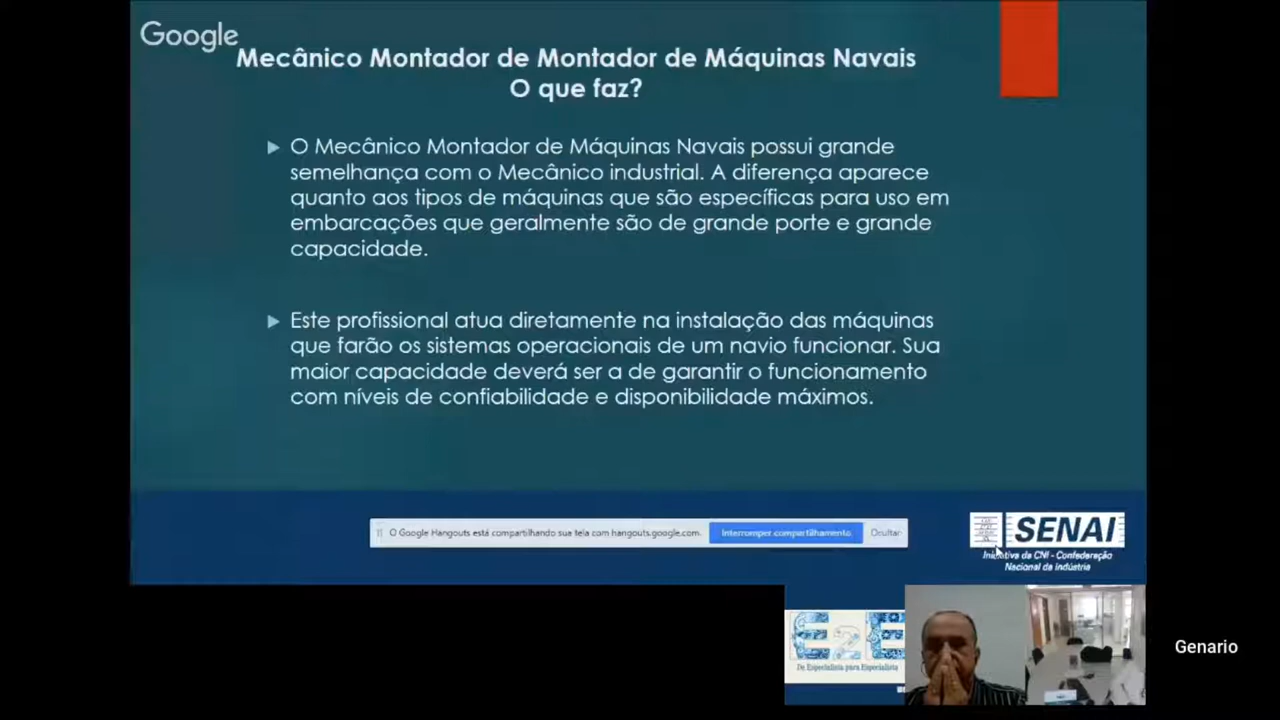 Google
Mecânico Montador de Montador de Máquinas Navais
O que faz?
O Mecânico Montador de Máquinas Navais possui grande
semelhança com o Mecânico industrial. A diferença aparece
quanto aos tipos de máquinas que são específicas para uso em
embarcações que geralmente são de grande porte e grande
capacidade.
Este profissional atua diretamente na instalação das máquinas
que farão os sistemas operacionais de um navio funcionar. Sua
maior capacidade deverá ser a de garantir o funcionamento
com níveis de confiabilidade e disponibilidade máximos.
O Google Hangouts está compartilhando sua tela com hangouts.google.com. Interromper compartilhamento Ocultar
SENAI
Iniciativa da CNI - Confederação
Nacional da Indústria
E2E
De Especialista para Especialista
Genario